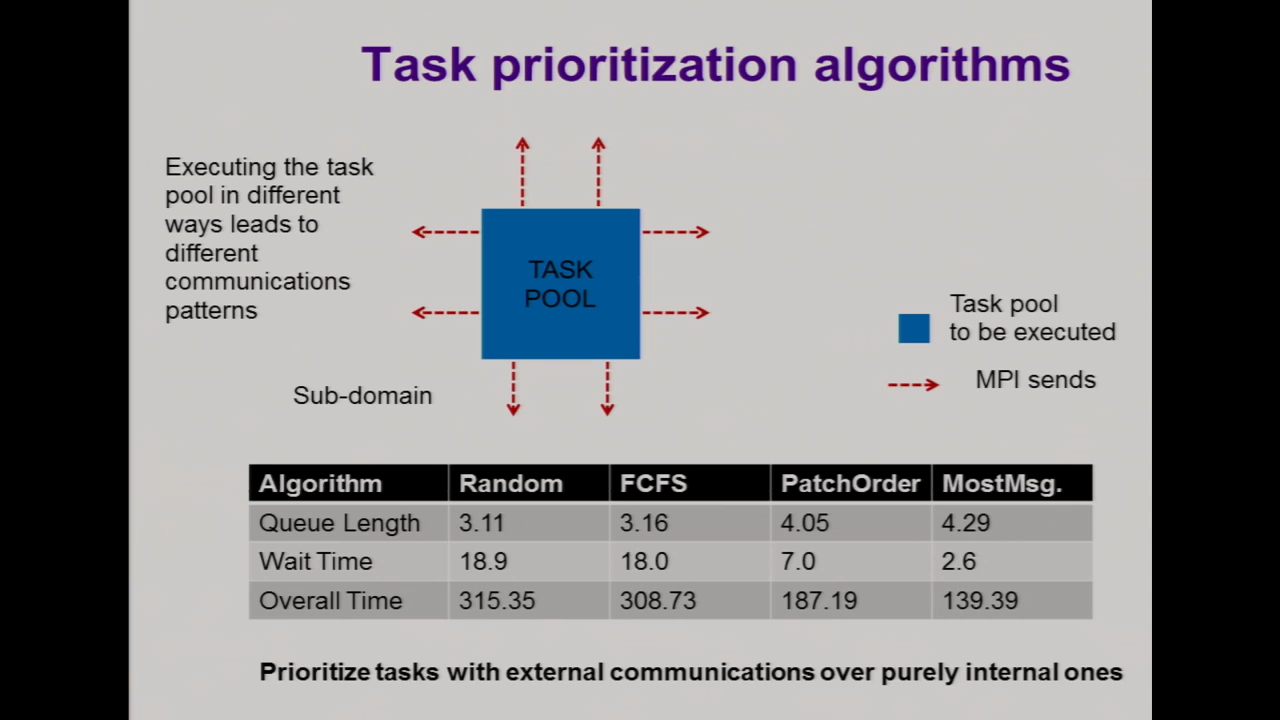 Task prioritization algorithms
Executing the task
pool in different
ways leads to
different
communications
patterns
TASK
POOL
Task pool
to be executed
MPI sends
Sub-domain
Algorithm Random FCFS PatchOrder MostMsg.
Queue Length 3.11 3.16 4.05 4.29
Wait Time 18.9 18.0 7.0 2.6
Overall Time 315.35 308.73 187.19 139.39
Prioritize tasks with external communications over purely internal ones